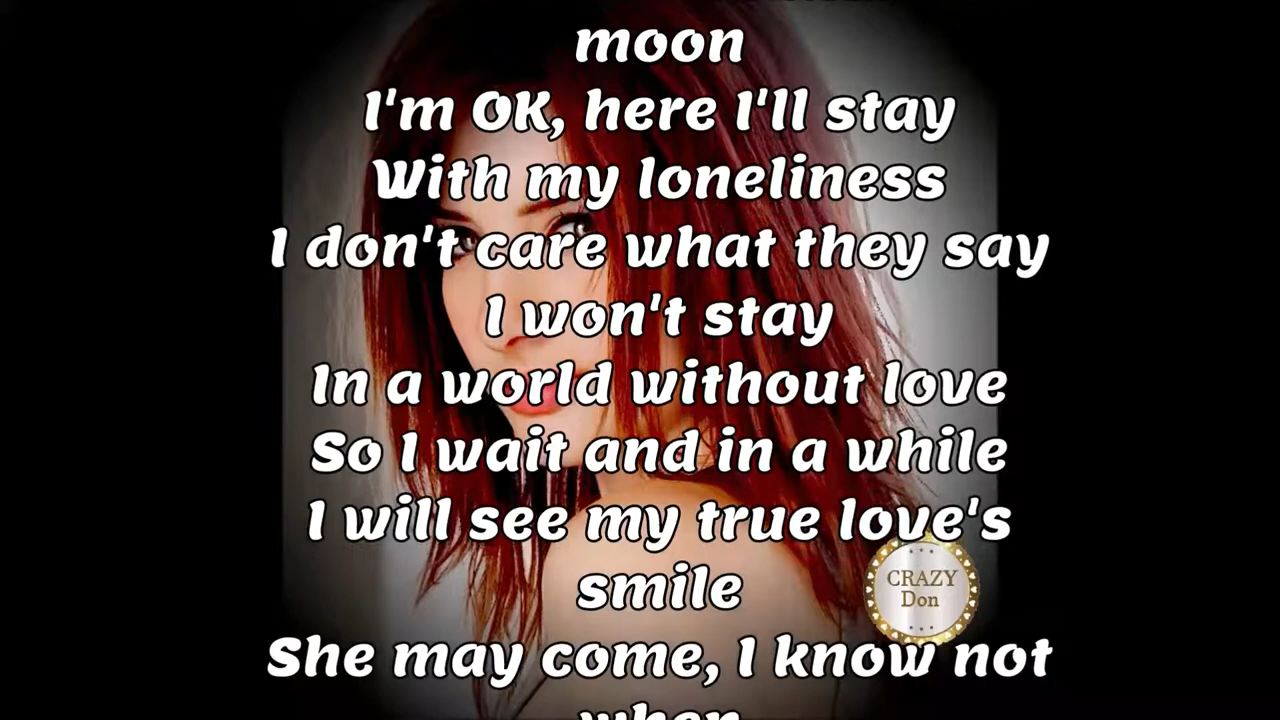 moon
I'm OK, here I'll stay
With my loneliness
I don't care what they say
I won't stay
In a world without love
So I wait and in a while
I will see my true love's
smile
CRAZY
Don
She may come, I know not
when